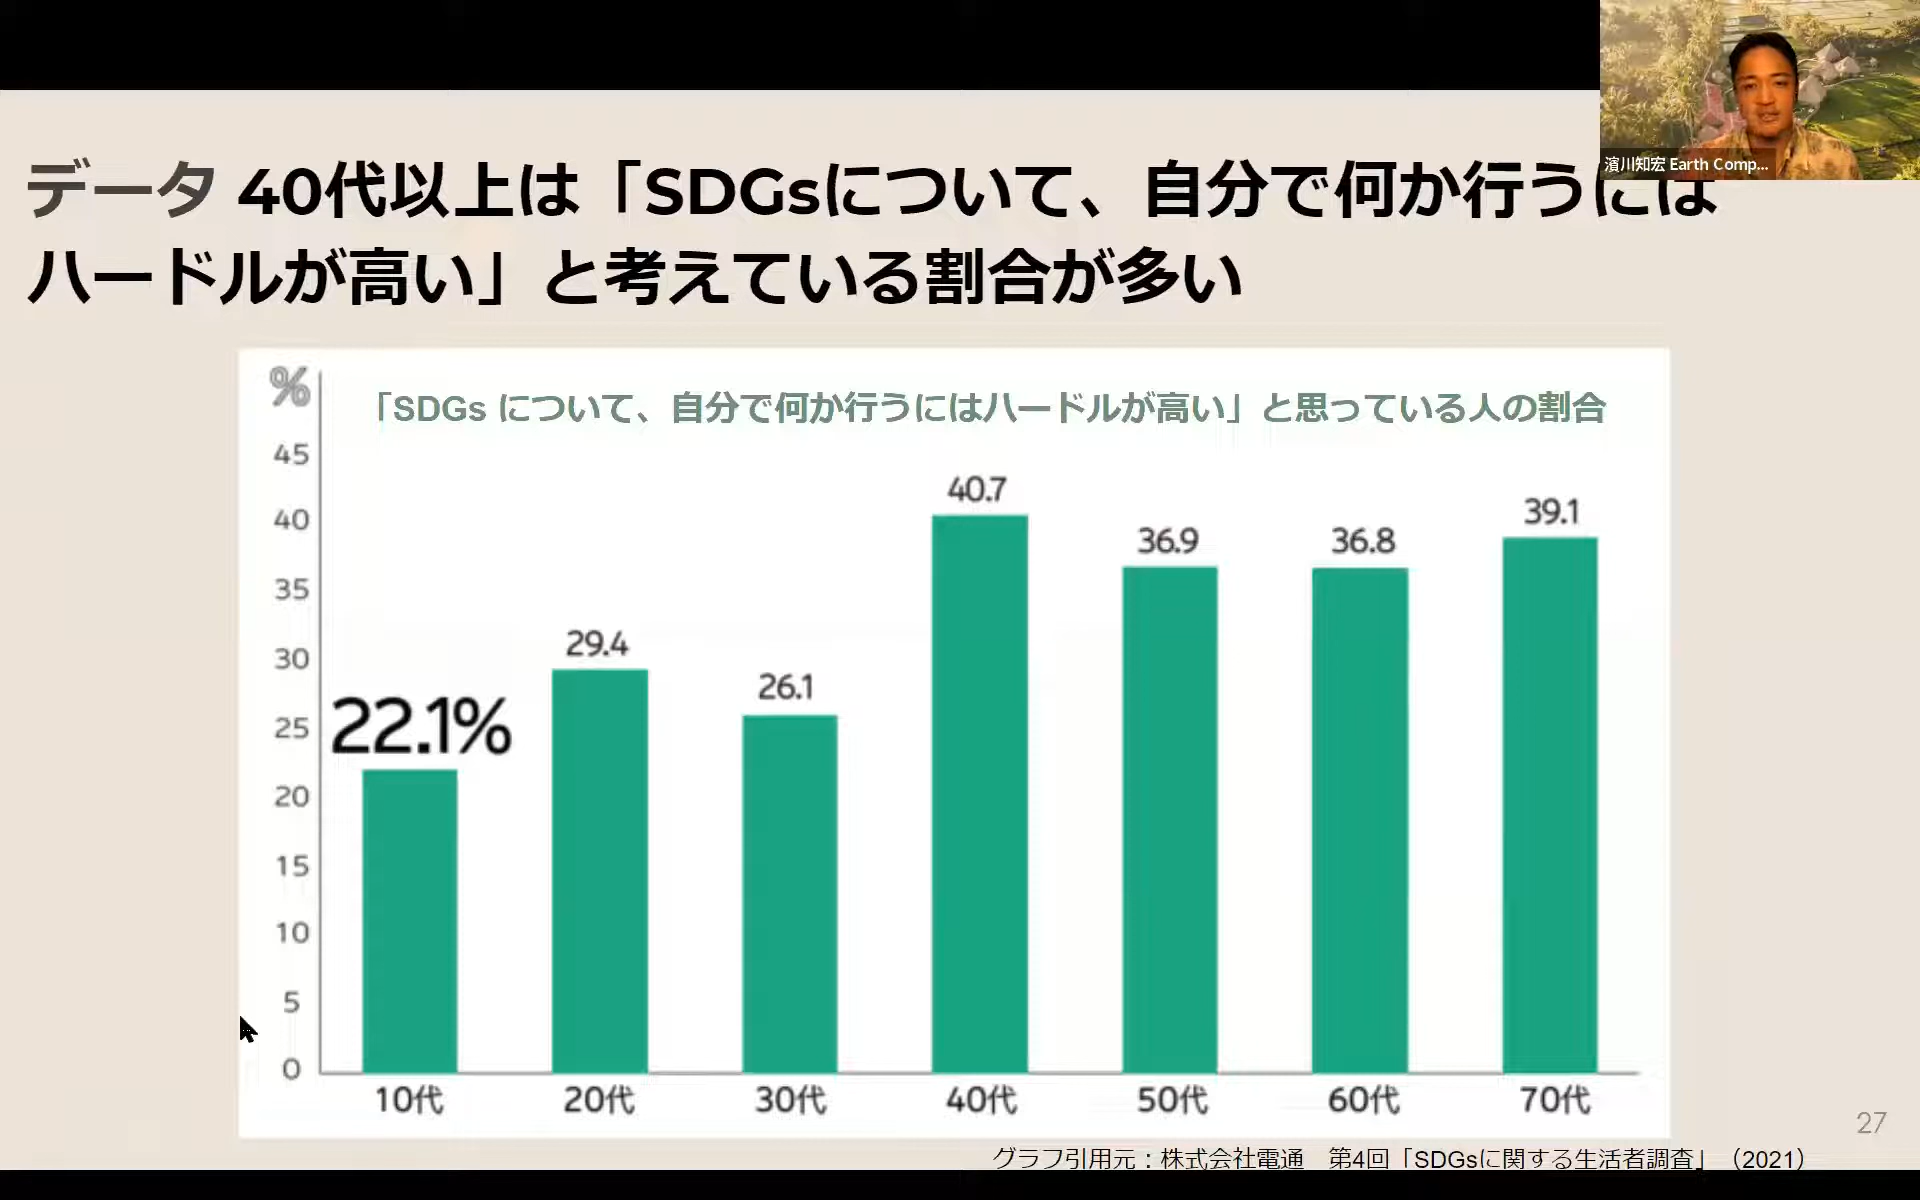 濱川知宏 Earth Comp...
データ 40代以上は「SDGsについて、自分で何か行うには
ハードルが高い」と考えている割合が多い
%
「SDGs について、自分で何か行うにはハードルが高い」と思っている人の割合
45
40
35
30
25
20
15
10
5
0
22.1%
29.4
26.1
40.7
36.9
36.8
39.1
10代
20代
30代
40代
50代
60代
70代
27
グラフ引用元：株式会社電通　第4回「SDGsに関する生活者調査」（2021）